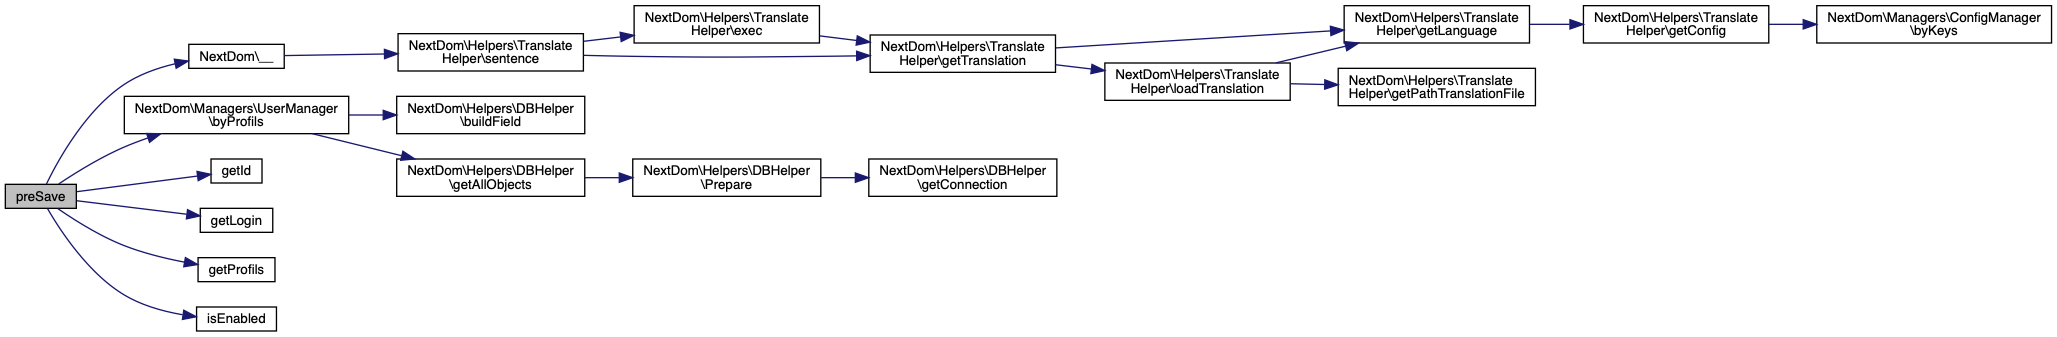 preSave
NextDom\__
NextDom\Helpers\Translate
Helper\sentence
NextDom\Helpers\Translate
Helper\exec
NextDom\Helpers\Translate
Helper\getTranslation
NextDom\Helpers\Translate
Helper\getLanguage
NextDom\Helpers\Translate
Helper\getConfig
NextDom\Managers\ConfigManager
\byKeys
NextDom\Helpers\Translate
Helper\loadTranslation
NextDom\Helpers\Translate
Helper\getPathTranslationFile
NextDom\Managers\UserManager
\byProfils
NextDom\Helpers\DBHelper
\buildField
NextDom\Helpers\DBHelper
\getAllObjects
NextDom\Helpers\DBHelper
\Prepare
NextDom\Helpers\DBHelper
\getConnection
getId
getLogin
getProfils
isEnabled